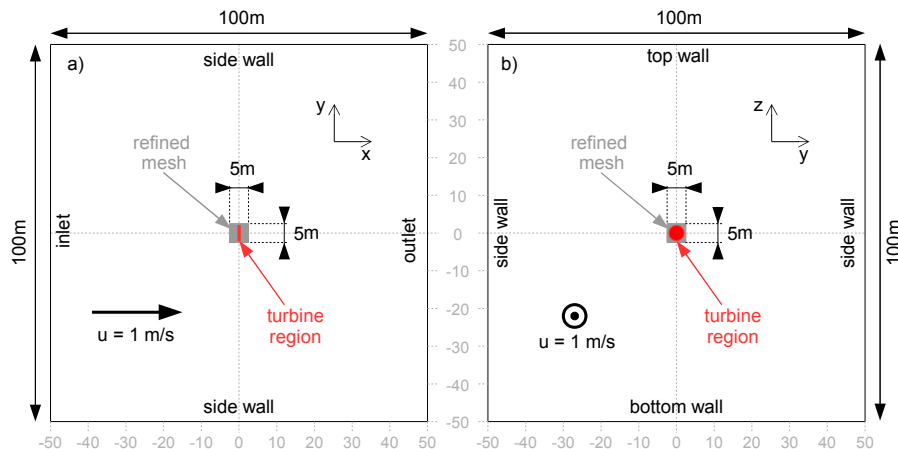 100m
100m
a)
side wall
y
x
refined
mesh
5m
5m
inlet
outlet
100m
turbine
region
u = 1 m/s
side wall
-50 -40 -30 -20 -10 0 10 20 30 40 50
50
40
30
20
10
0
-10
-20
-30
-40
-50
b)
top wall
z
y
refined
mesh
5m
5m
side wall
side wall
100m
turbine
region
u = 1 m/s
bottom wall
-50 -40 -30 -20 -10 0 10 20 30 40 50